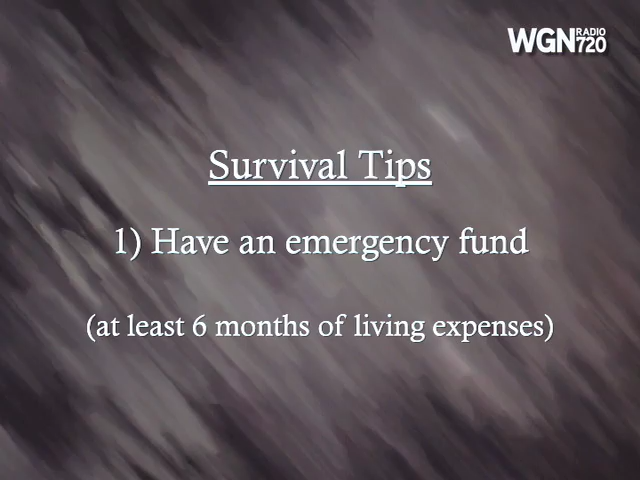 WGN RADIO 720
Survival Tips
1) Have an emergency fund
(at least 6 months of living expenses)